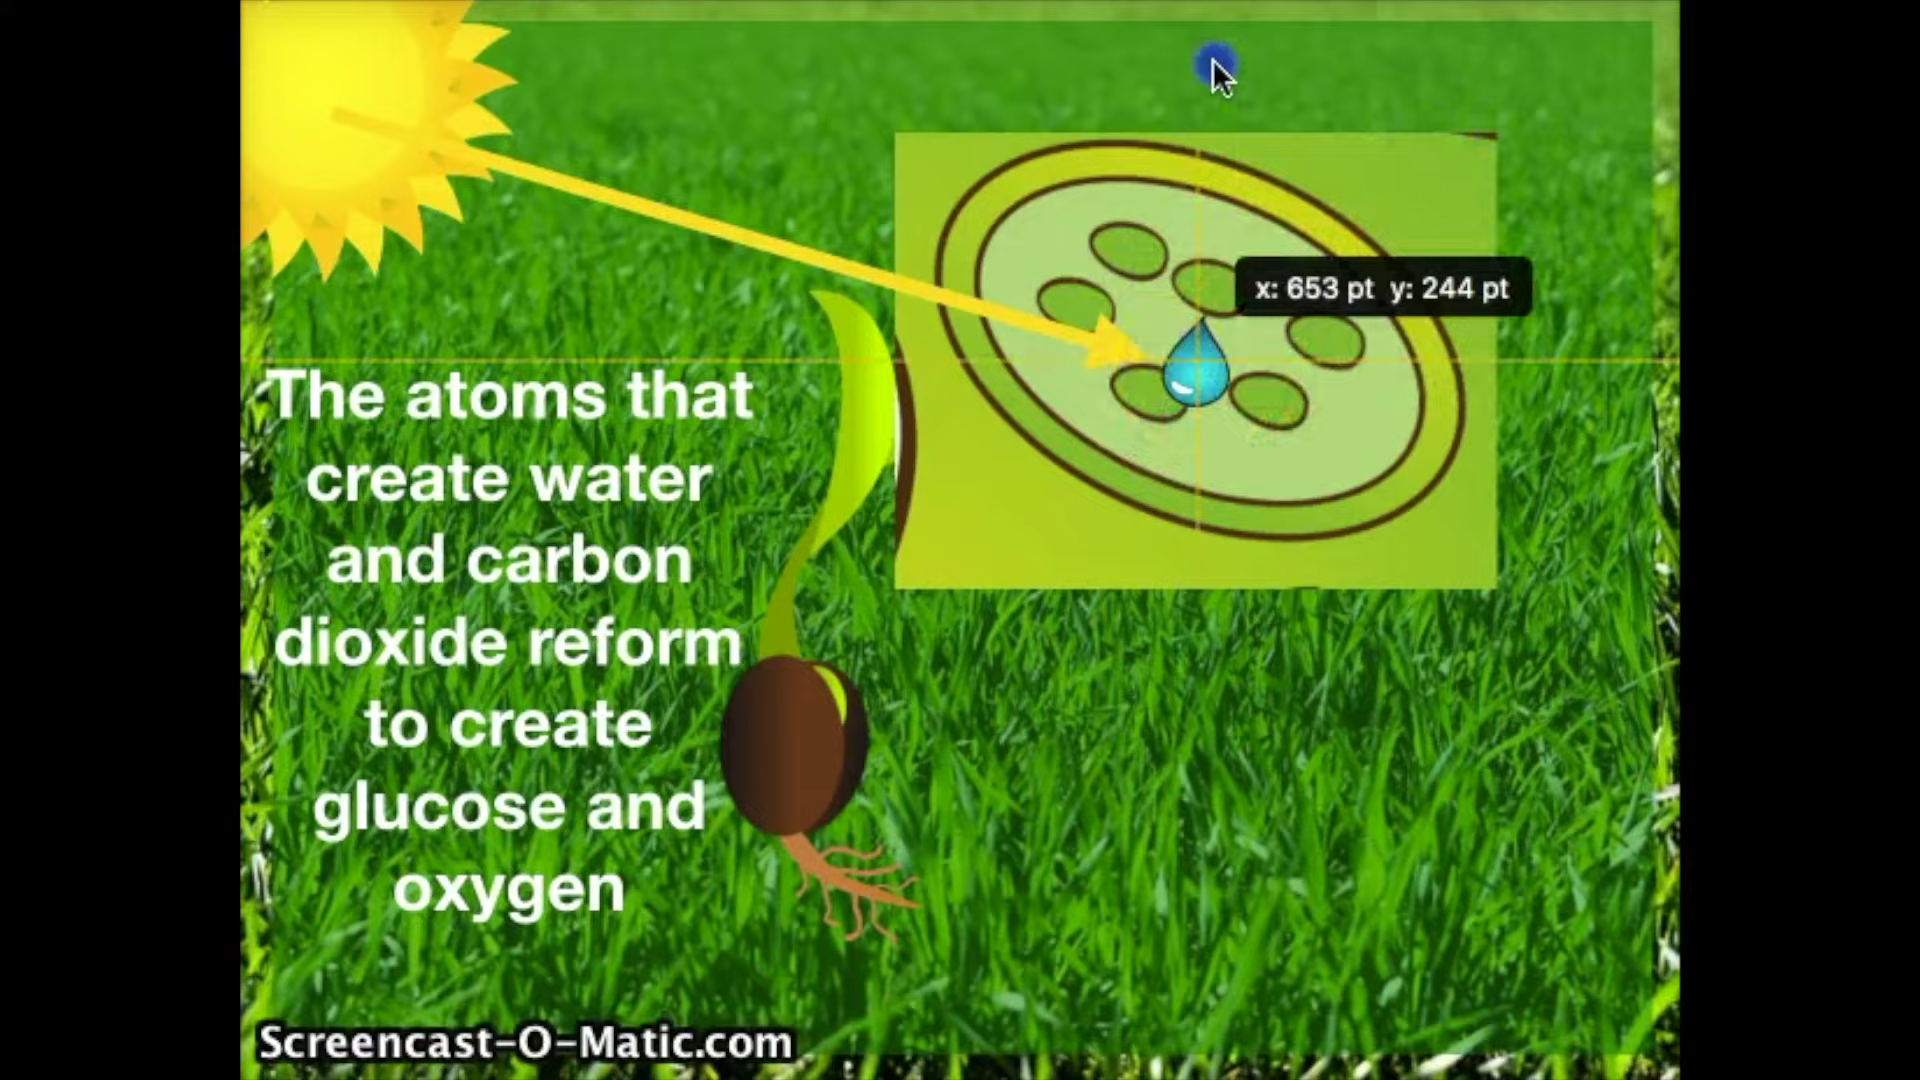 x: 653 pt y: 244 pt
The atoms that
create water
and carbon
dioxide reform
to create
glucose and
oxygen
Screencast-O-Matic.com